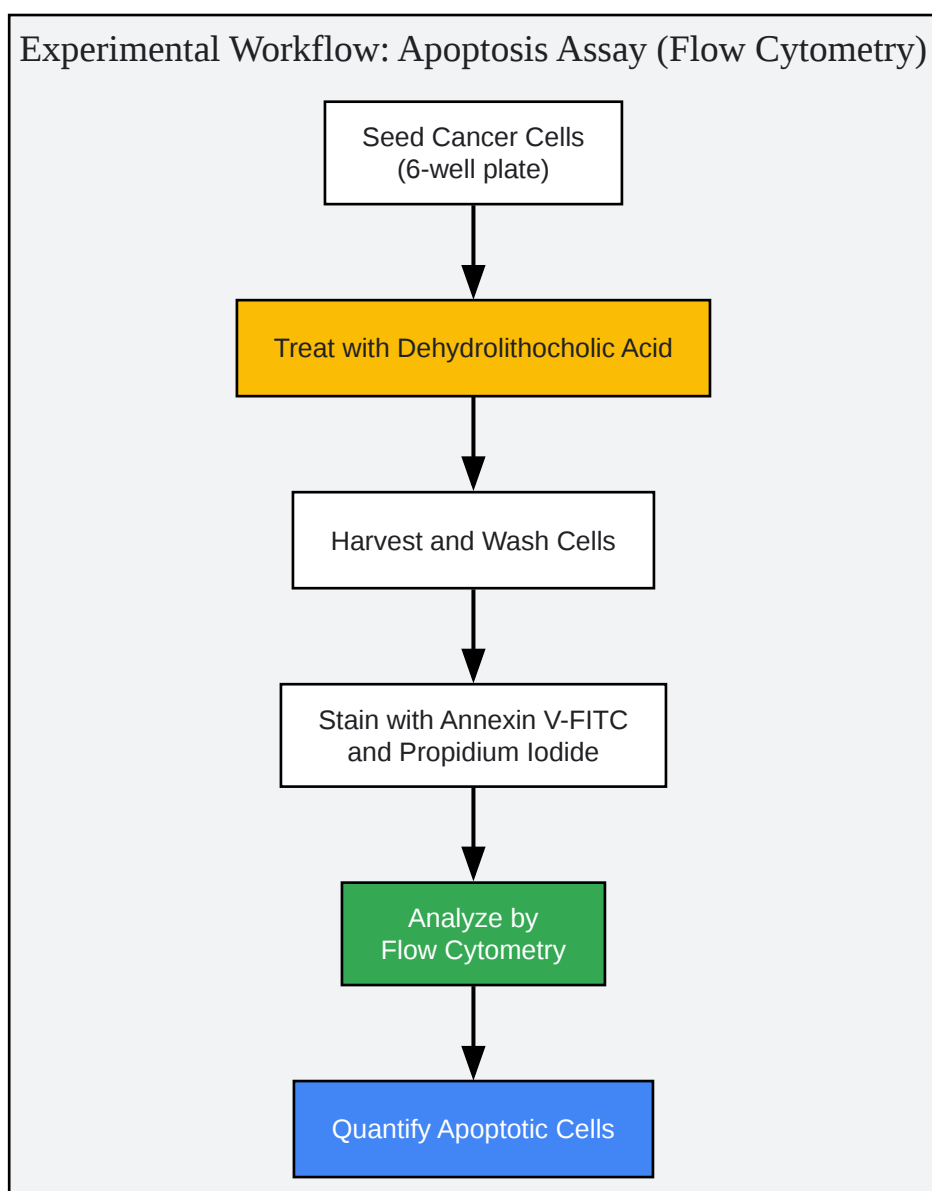 Experimental Workflow: Apoptosis Assay (Flow Cytometry)
Seed Cancer Cells
(6-well plate)
Treat with Dehydrolithocholic Acid
Harvest and Wash Cells
Stain with Annexin V-FITC
and Propidium Iodide
Analyze by
Flow Cytometry
Quantify Apoptotic Cells